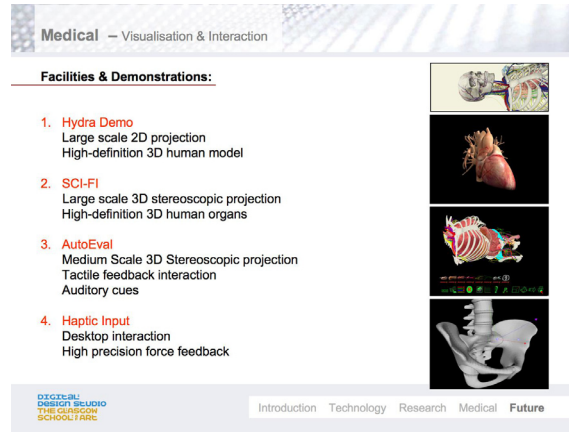 Medical – Visualisation & Interaction
Facilities & Demonstrations:
1. Hydra Demo
Large scale 2D projection
High-definition 3D human model
2. SCI-FI
Large scale 3D stereoscopic projection
High-definition 3D human organs
3. AutoEval
Medium Scale 3D Stereoscopic projection
Tactile feedback interaction
Auditory cues
4. Haptic Input
Desktop interaction
High precision force feedback
DIGITAL
DESIGN STUDIO
THE GLASGOW
SCHOOL: ART
Introduction Technology Research Medical Future